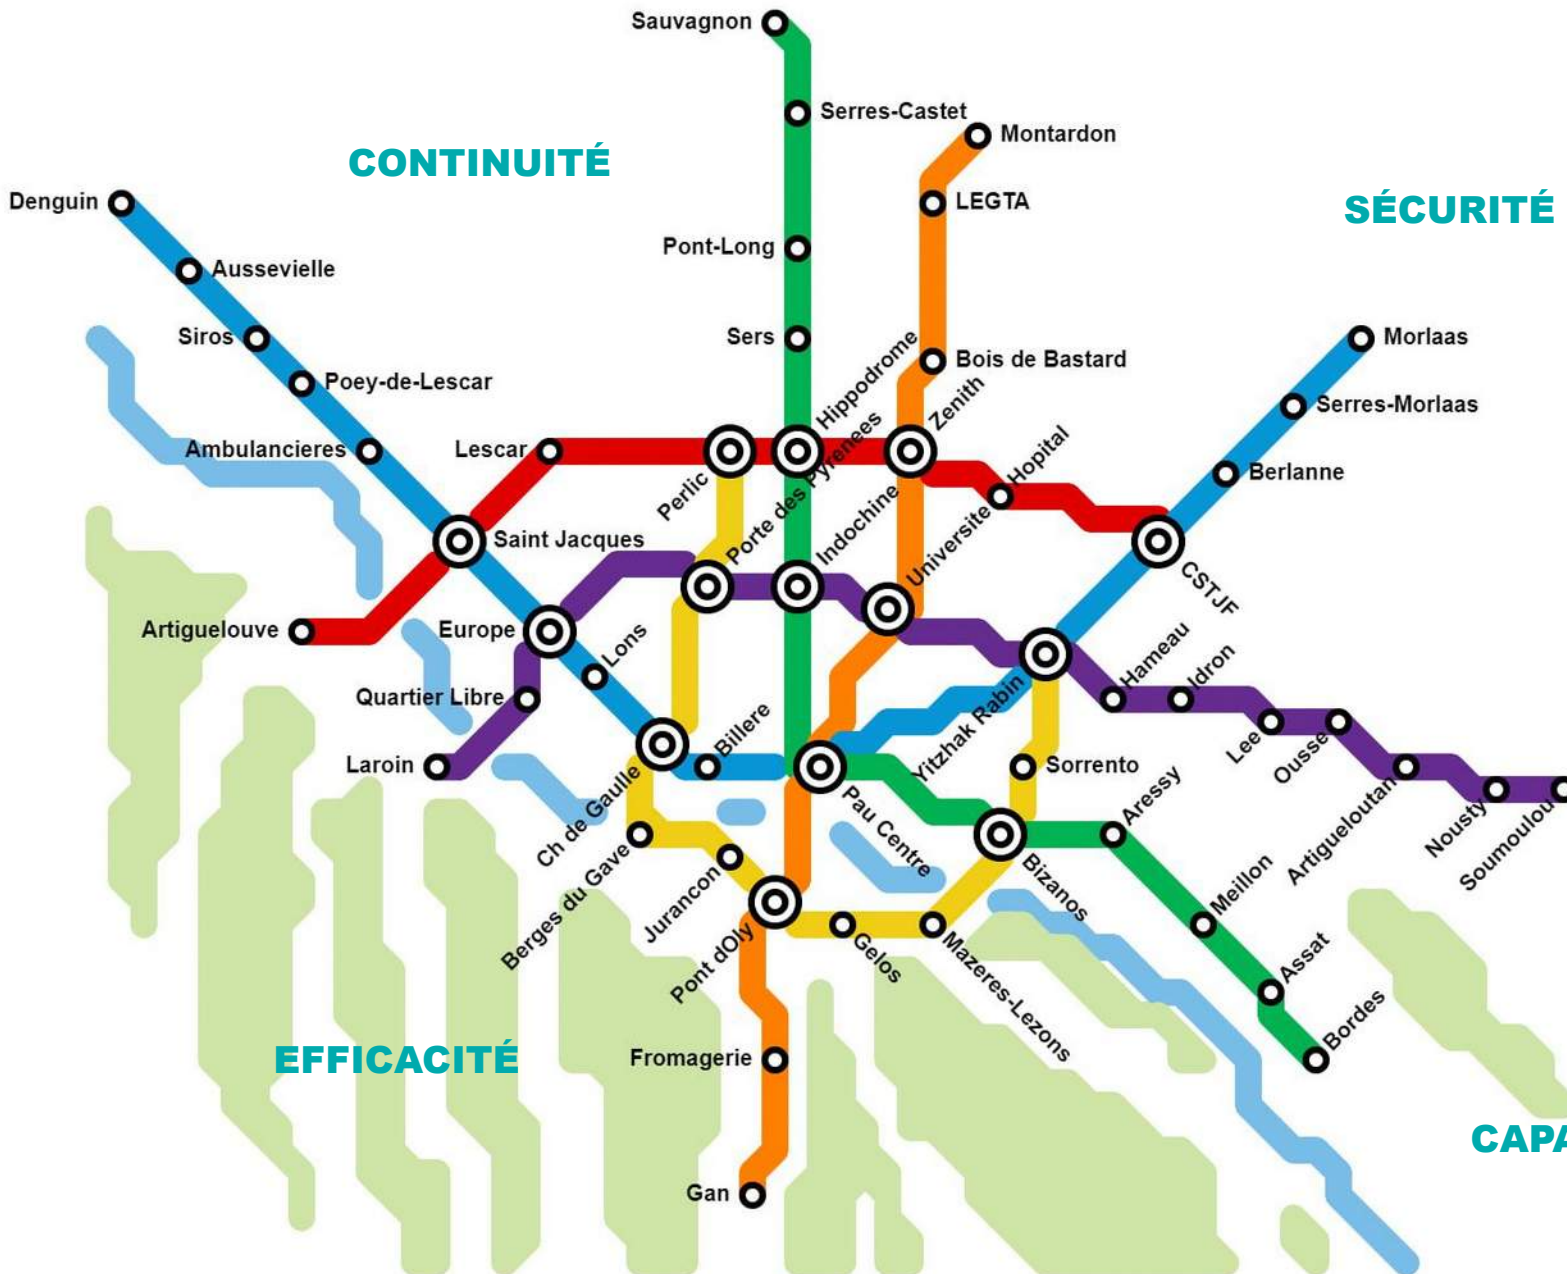 Sauvagnon
Serres-Castet
Montardon
CONTINUITÉ
Denguin
LEGTA
SÉCURITÉ
Pont-Long
Aussevielle
Siros
Sers
Hippodrome
Morlaas
Bois de Bastard
Poey-de-Lescar
Zenith
Serres-Morlaas
Ambulancieres
Lescar
Hopital
Berlanne
Perlic
Porte des Pyrenees
Indochine
Universite
Saint Jacques
CSTJF
Artiguelouve
Europe
Lons
Hameau
Idron
Quartier Libre
Billere
Yitzhak Rabin
Lee
Ousse
Laroin
Ch de Gaulle
Pau Centre
Sorrento
Aressy
Artigueloutan
Nousty
Soumoulou
Berges du Gave
Jurancon
Bizanos
Meillon
Pont dOly
Gelos
Mazeres-Lezons
Assat
Bordes
EFFICACITÉ
Fromagerie
CAPA
Gan